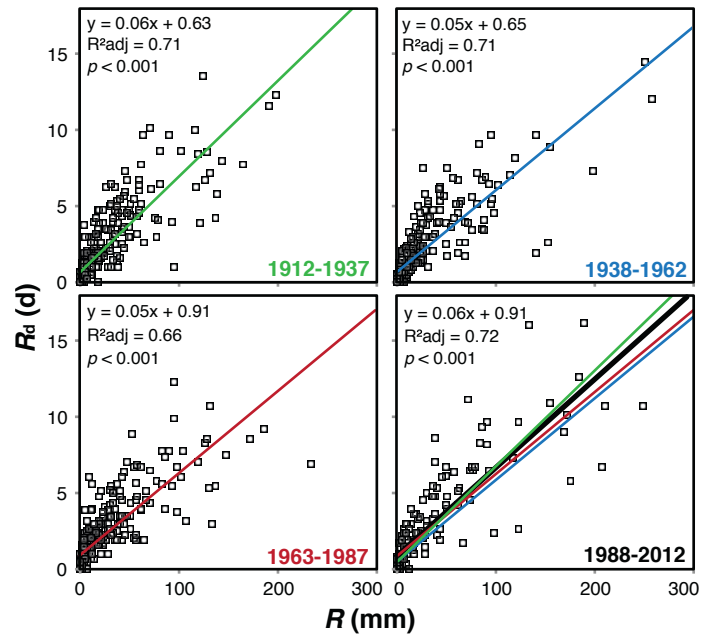 y = 0.06x + 0.63
R²adj = 0.71
p < 0.001
1912-1937
y = 0.05x + 0.65
R²adj = 0.71
p < 0.001
1938-1962
15
10
5
0
y = 0.05x + 0.91
R²adj = 0.66
p < 0.001
1963-1987
y = 0.06x + 0.91
R²adj = 0.72
p < 0.001
1988-2012
15
10
5
0
0 100 200 300
0 100 200 300
Rd (d)
R (mm)